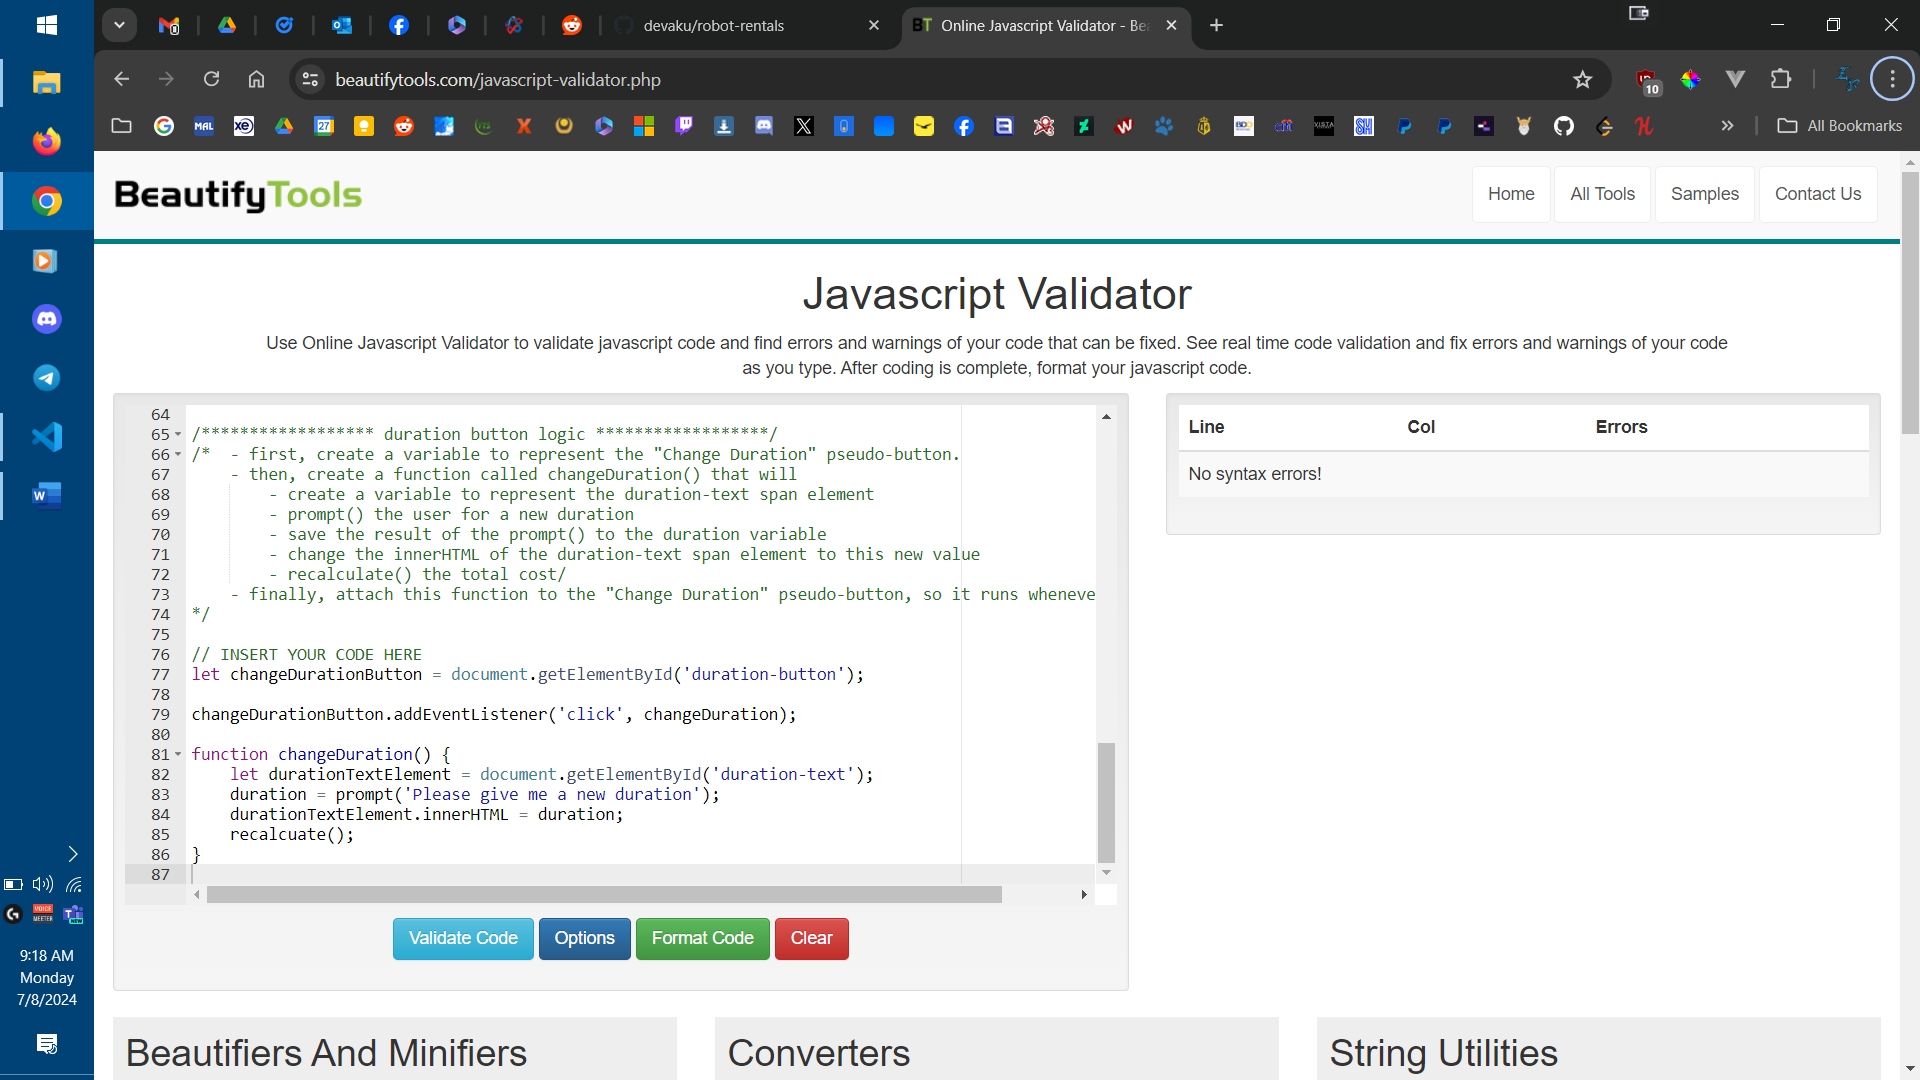 devaku/robot-rentals
BT Online Javascript Validator - Be
beautifytools.com/javascript-validator.php
10
MAL
xe
27
All Bookmarks
BeautifyTools
Home
All Tools
Samples
Contact Us
Javascript Validator
Use Online Javascript Validator to validate javascript code and find errors and warnings of your code that can be fixed. See real time code validation and fix errors and warnings of your code
as you type. After coding is complete, format your javascript code.
64
65 /****************** duration button logic ******************/
66 /*  - first, create a variable to represent the "Change Duration" pseudo-button.
67     - then, create a function called changeDuration() that will
68         - create a variable to represent the duration-text span element
69         - prompt() the user for a new duration
70         - save the result of the prompt() to the duration variable
71         - change the innerHTML of the duration-text span element to this new value
72         - recalculate() the total cost/
73     - finally, attach this function to the "Change Duration" pseudo-button, so it runs wheneve
74 */
75
76 // INSERT YOUR CODE HERE
77 let changeDurationButton = document.getElementById('duration-button');
78
79 changeDurationButton.addEventListener('click', changeDuration);
80
81 function changeDuration() {
82     let durationTextElement = document.getElementById('duration-text');
83     duration = prompt('Please give me a new duration');
84     durationTextElement.innerHTML = duration;
85     recalcuate();
86 }
87
Line
Col
Errors
No syntax errors!
Validate Code
Options
Format Code
Clear
Beautifiers And Minifiers
Converters
String Utilities
9:18 AM
Monday
7/8/2024